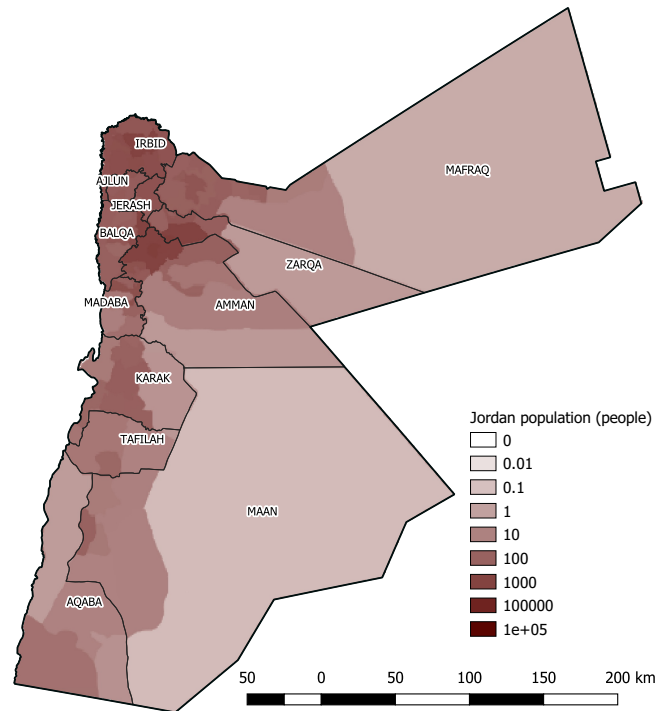 IRBID
MAFRAQ
AJLUN
JERASH
BALQA
ZARQA
MADABA
AMMAN
KARAK
TAFILAH
MAAN
AQABA
Jordan population (people)
0
0.01
0.1
1
10
100
1000
100000
1e+05
50 0 50 100 150 200 km